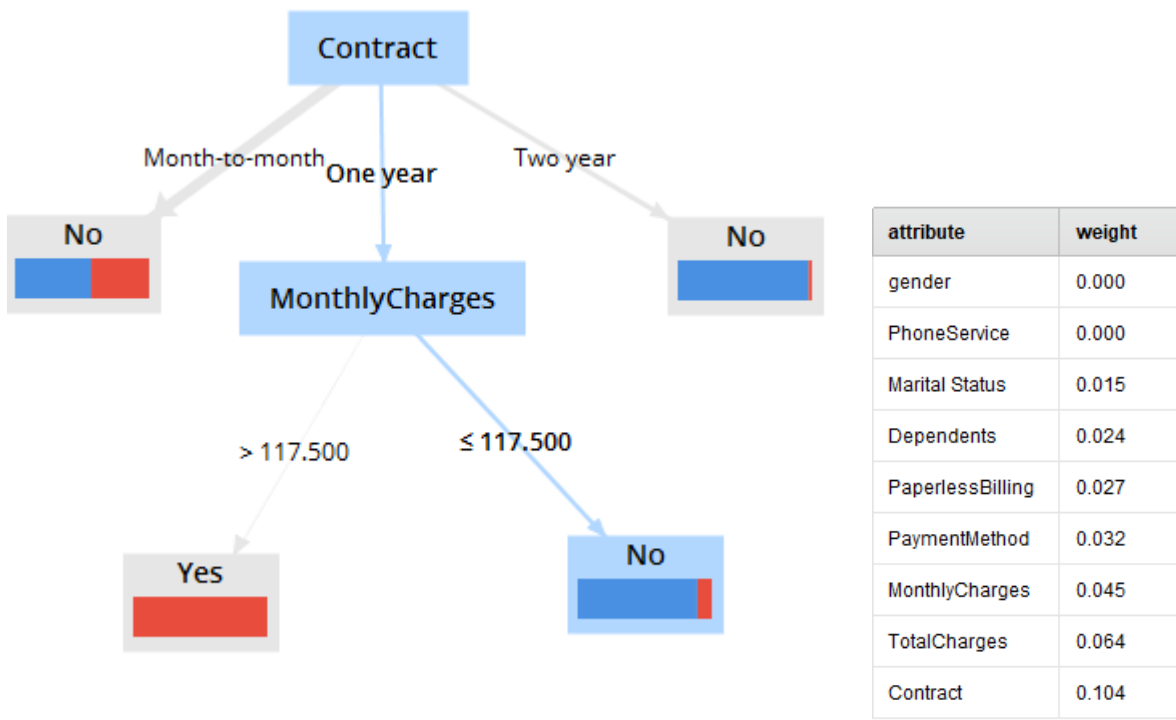 Contract
Month-to-month
One year
Two year
No
MonthlyCharges
No
> 117.500
≤ 117.500
Yes
No
attribute weight
gender 0.000
PhoneService 0.000
Marital Status 0.015
Dependents 0.024
PaperlessBilling 0.027
PaymentMethod 0.032
MonthlyCharges 0.045
TotalCharges 0.064
Contract 0.104